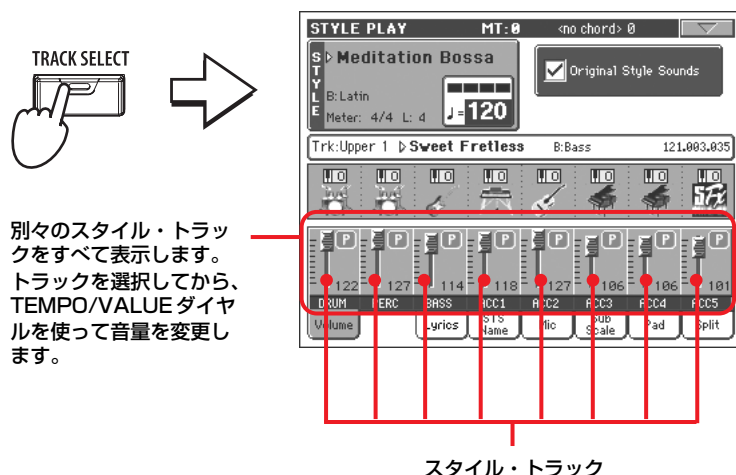 TRACK SELECT
STYLE PLAY MT:0 <no chord> 0
STYLE
Meditation Bossa
B:Latin
Meter: 4/4 L: 4
♩=120
Original Style Sounds
Trk:Upper 1 ▷Sweet Fretless B:Bass 121.003.035
O O O O O O O O
SFX
P P P P P P P P
122 127 114 118 127 106 106 101
DRUM PERC BASS ACC1 ACC2 ACC3 ACC4 ACC5
Volume Lyrics STS Name Mic Sub Scale Pad Split
別々のスタイル・トラッ
クをすべて表示します。
トラックを選択してから、
TEMPO/VALUE ダイヤ
ルを使って音量を変更し
ます。
スタイル・トラック